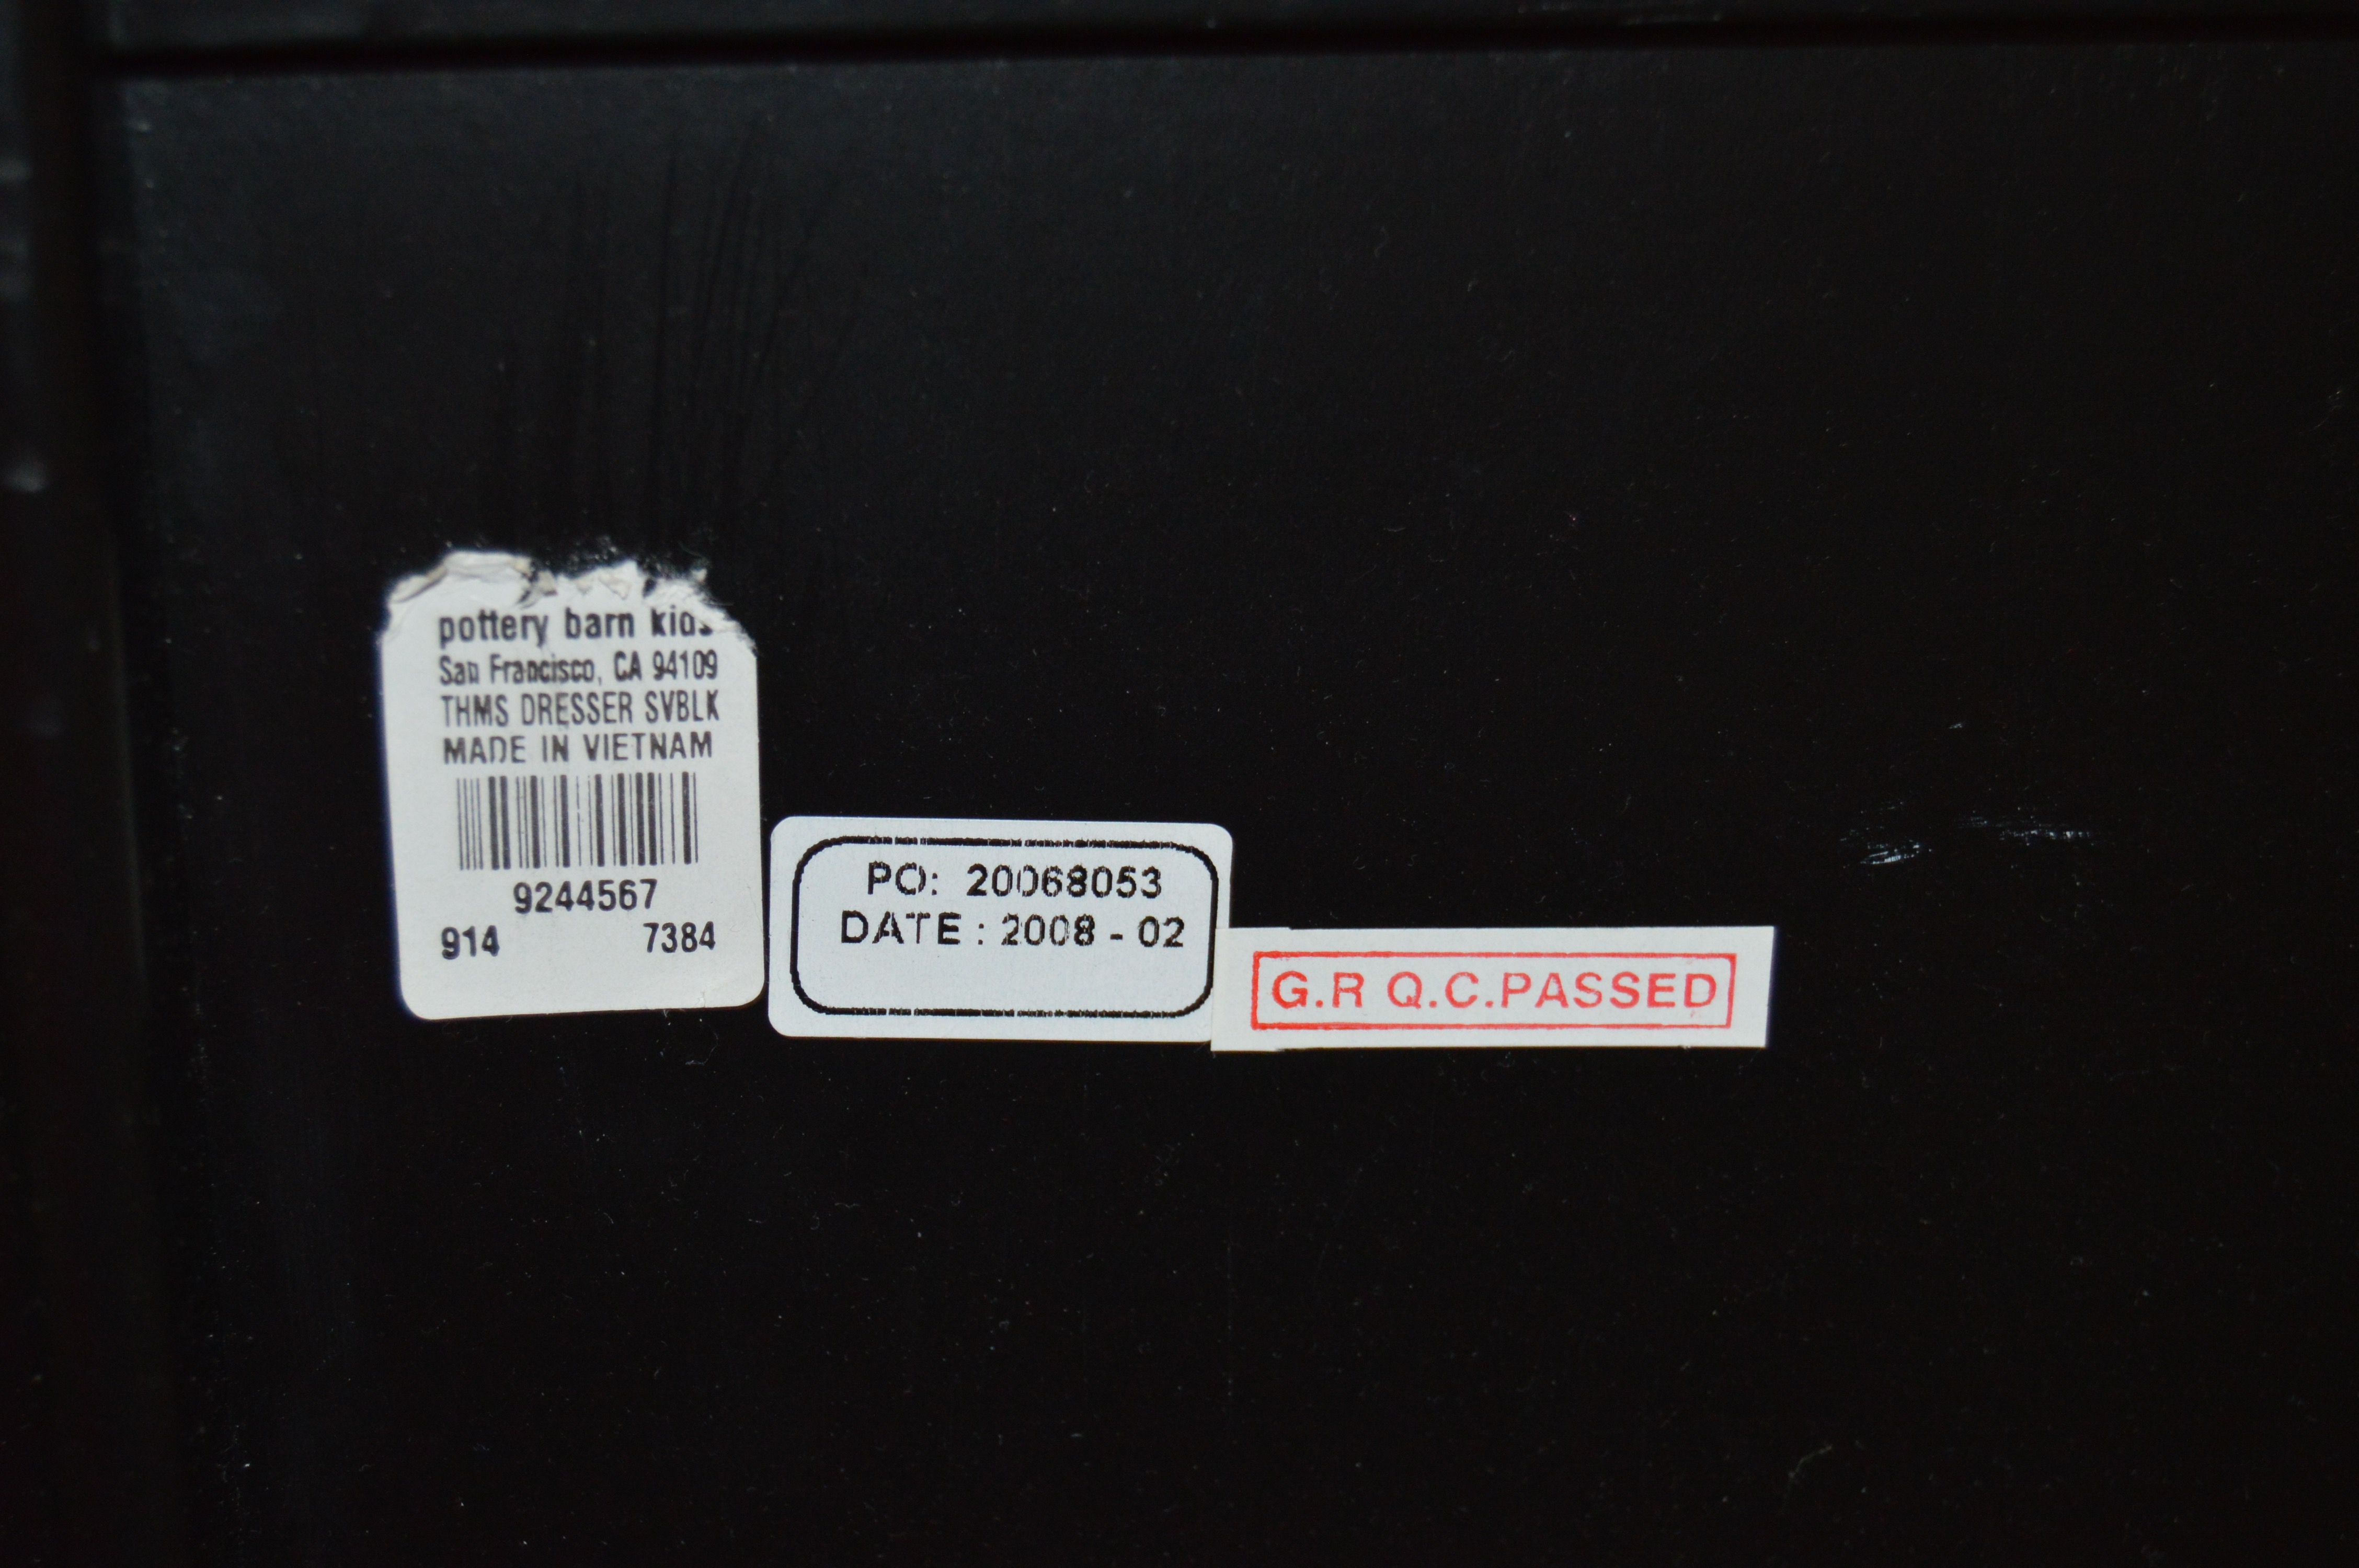 pottery barn kids
San Francisco, CA 94109
THMS DRESSER SVBLK
MADE IN VIETNAM
9244567
914 7384
PO: 20068053
DATE : 2008 - 02
G.R Q.C.PASSED